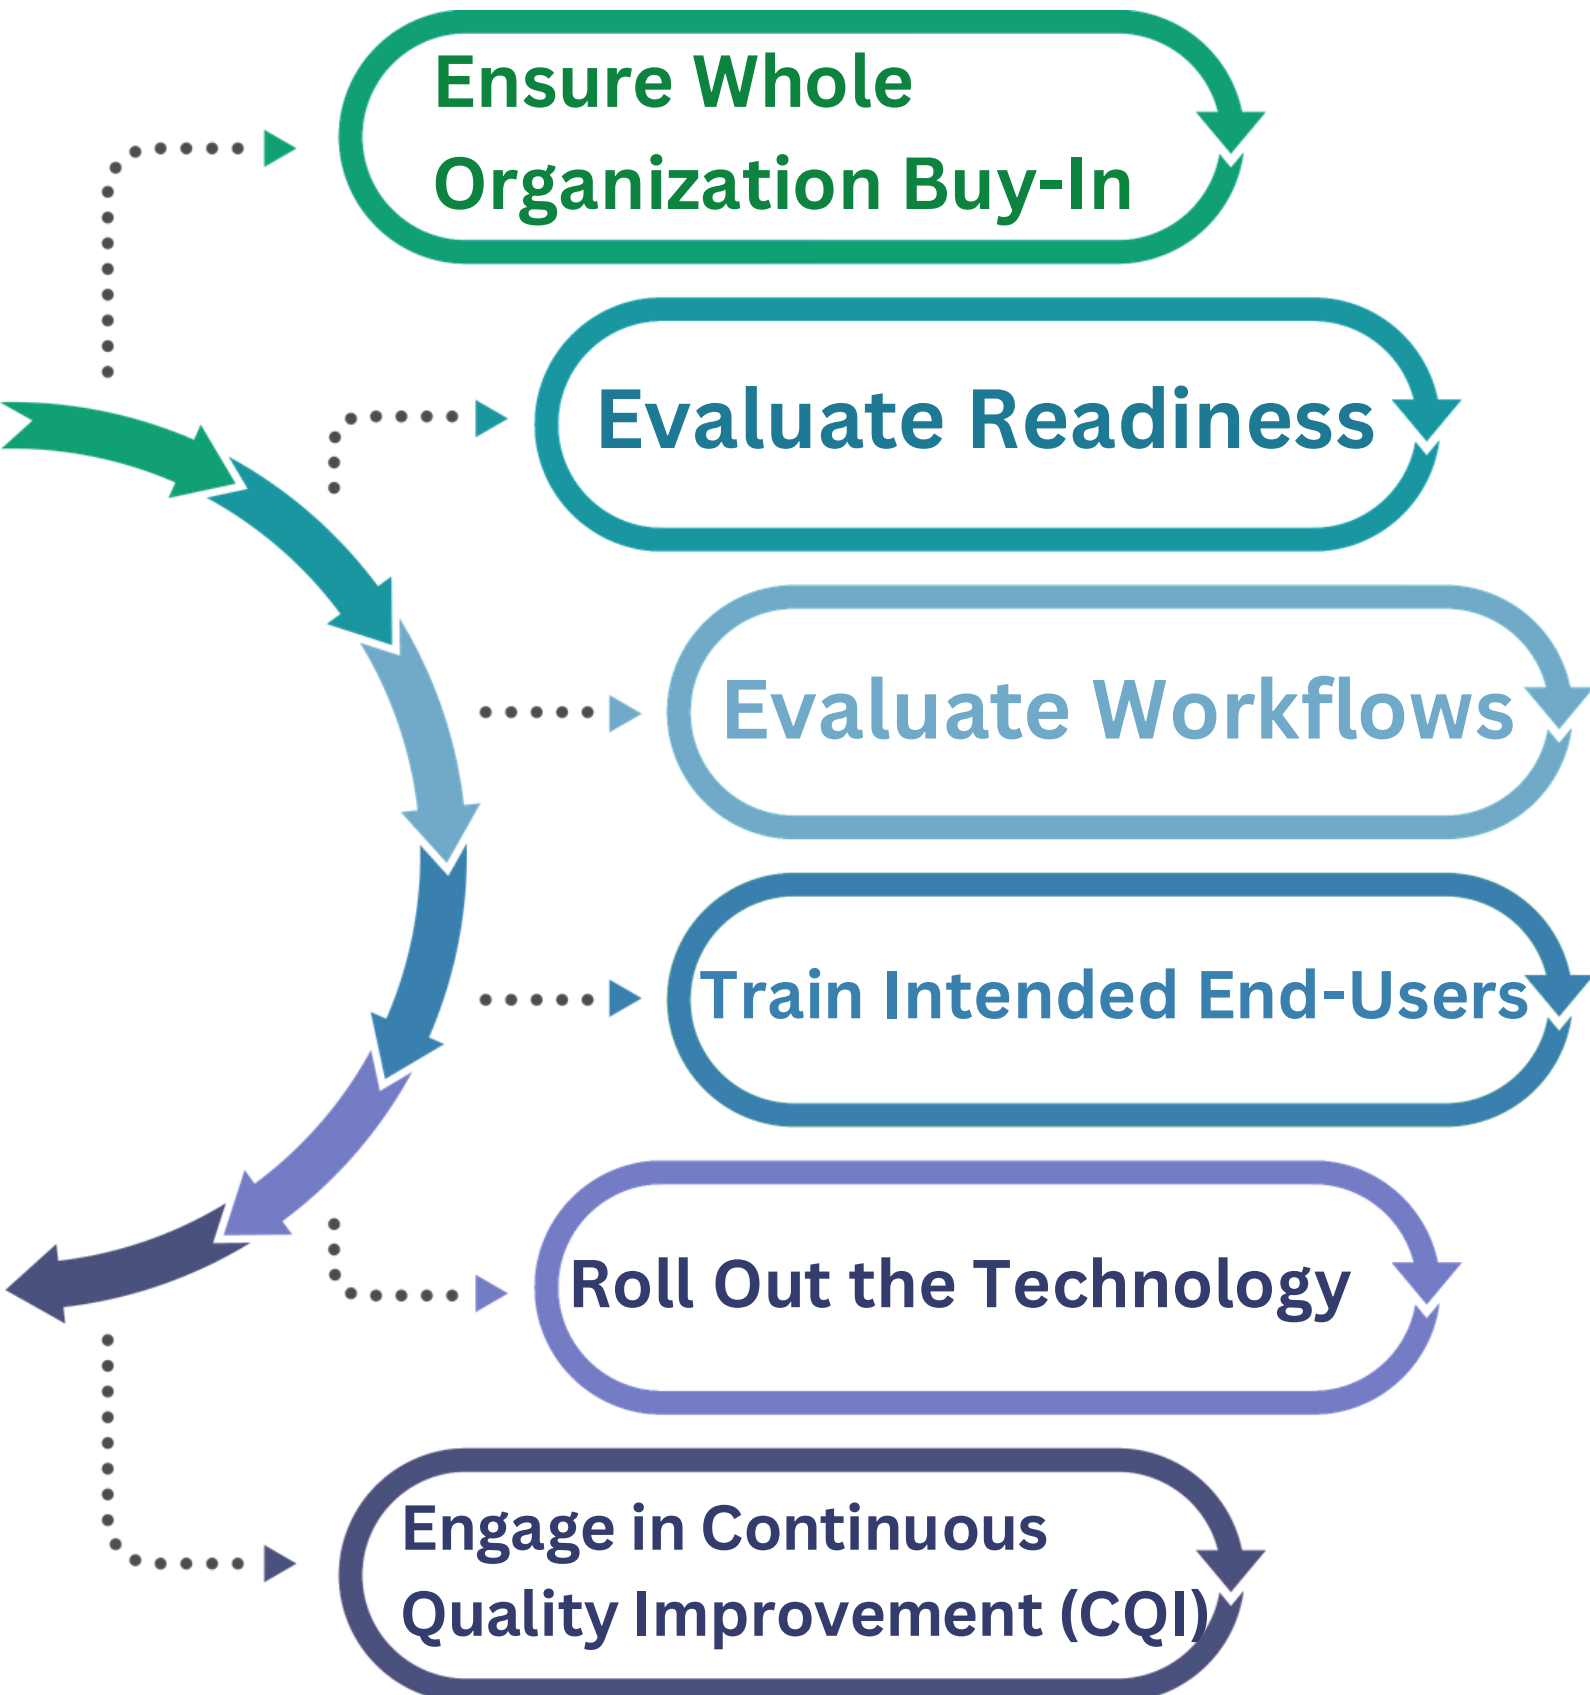 Ensure Whole
Organization Buy-In
Evaluate Readiness
Evaluate Workflows
Train Intended End-Users
Roll Out the Technology
Engage in Continuous
Quality Improvement (CQI)